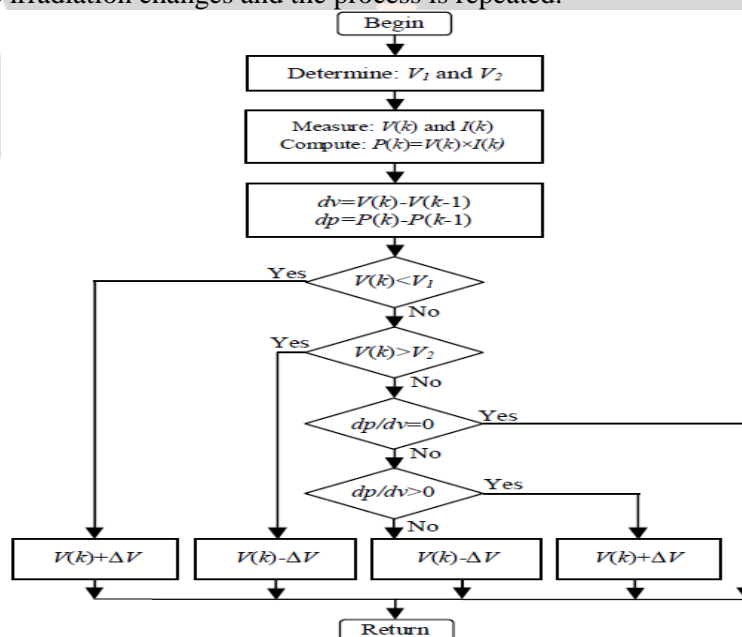 irradiation changes and the process is repeated.
Begin
Determine: V₁ and V₂
Measure: V(k) and I(k)
Compute: P(k)=V(k)×I(k)
dv=V(k)-V(k-1)
dp=P(k)-P(k-1)
Yes
V(k)<V₁
No
Yes
V(k)>V₂
No
dp/dv=0
Yes
No
dp/dv>0
Yes
No
V(k)+ΔV
V(k)-ΔV
V(k)-ΔV
V(k)+ΔV
Return